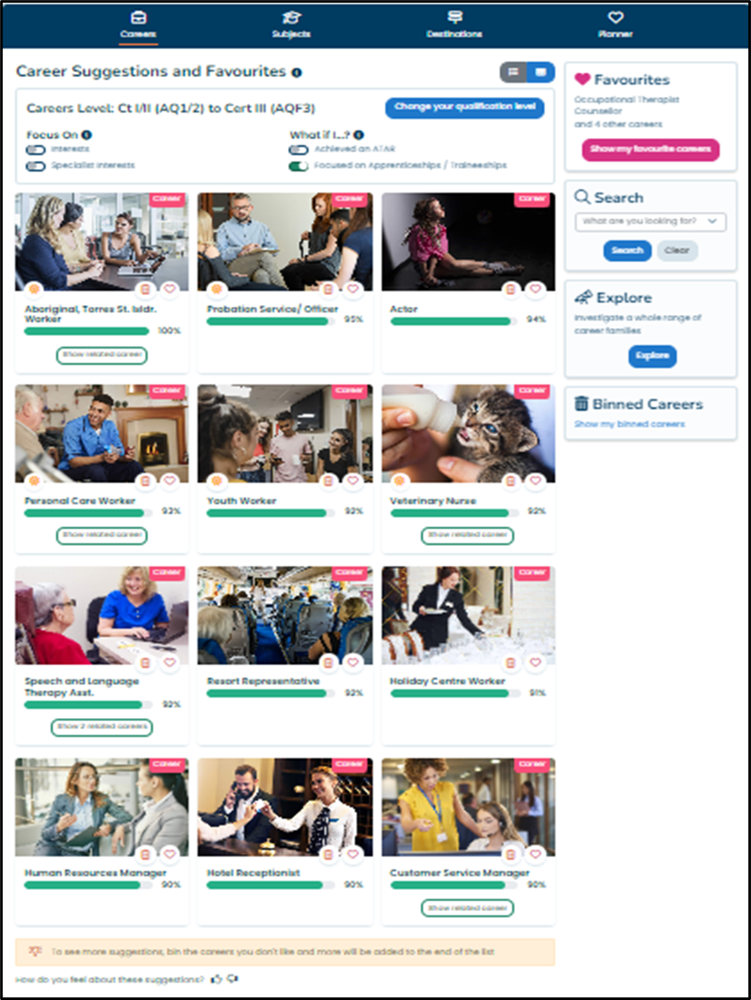 Careers
Subjects
Destinations
Planner
Career Suggestions and Favourites
Careers Level: Ct I/II (AQ1/2) to Cert III (AQF3)
Change your qualification level
Focus On
What if I...?
Interests
Achieved an ATAR
Specialist interests
Focused on Apprenticeships / Traineeships
Career
Career
Career
Aboriginal, Torres St. Isldr.
Worker
100%
Show related career
Probation Service/ Officer
95%
Actor
94%
Career
Career
Career
Personal Care Worker
93%
Show related career
Youth Worker
92%
Veterinary Nurse
92%
Show related career
Career
Career
Career
Speech and Language
Therapy Asst.
92%
Show 2 related careers
Resort Representative
92%
Holiday Centre Worker
91%
Career
Career
Career
Human Resources Manager
90%
Hotel Receptionist
90%
Customer Service Manager
90%
Show related career
To see more suggestions, bin the careers you don't like and more will be added to the end of the list
How do you feel about these suggestions?
Favourites
Occupational Therapist
Counsellor
and 4 other careers
Show my favourite careers
Search
What are you looking for?
Search
Clear
Explore
Investigate a whole range of
career families
Explore
Binned Careers
Show my binned careers